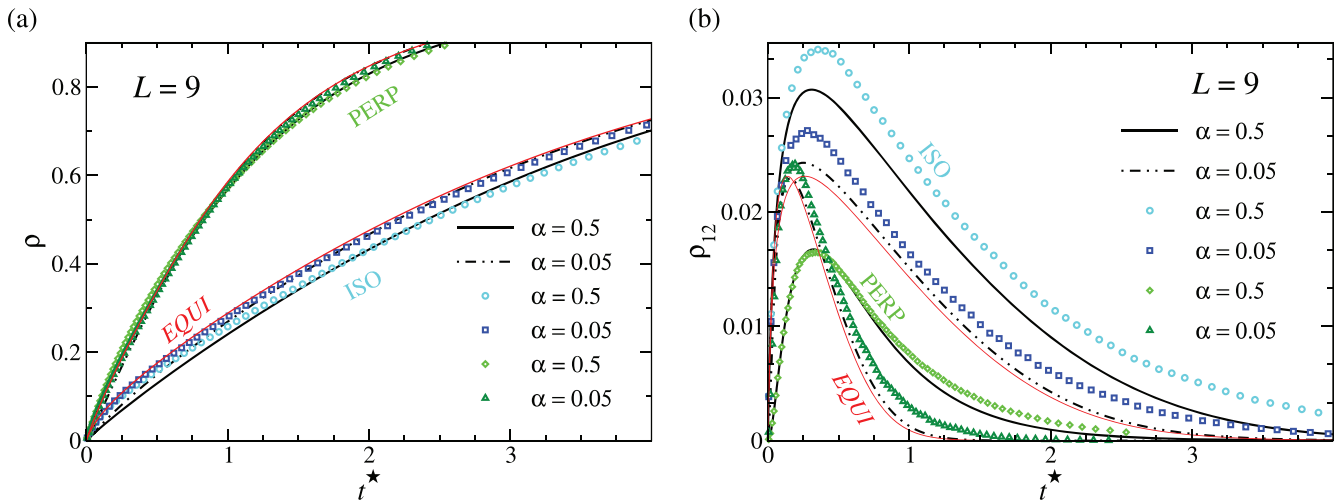 (a)
L = 9
PERP
EQUI
ISO
α = 0.5
α = 0.05
α = 0.5
α = 0.05
α = 0.5
α = 0.05
0.8
0.6
0.4
0.2
0
ρ
0 1 2 3
t★
(b)
L = 9
ISO
PERP
EQUI
α = 0.5
α = 0.05
α = 0.5
α = 0.05
α = 0.5
α = 0.05
0.03
0.02
0.01
0
ρ12
0 1 2 3
t★